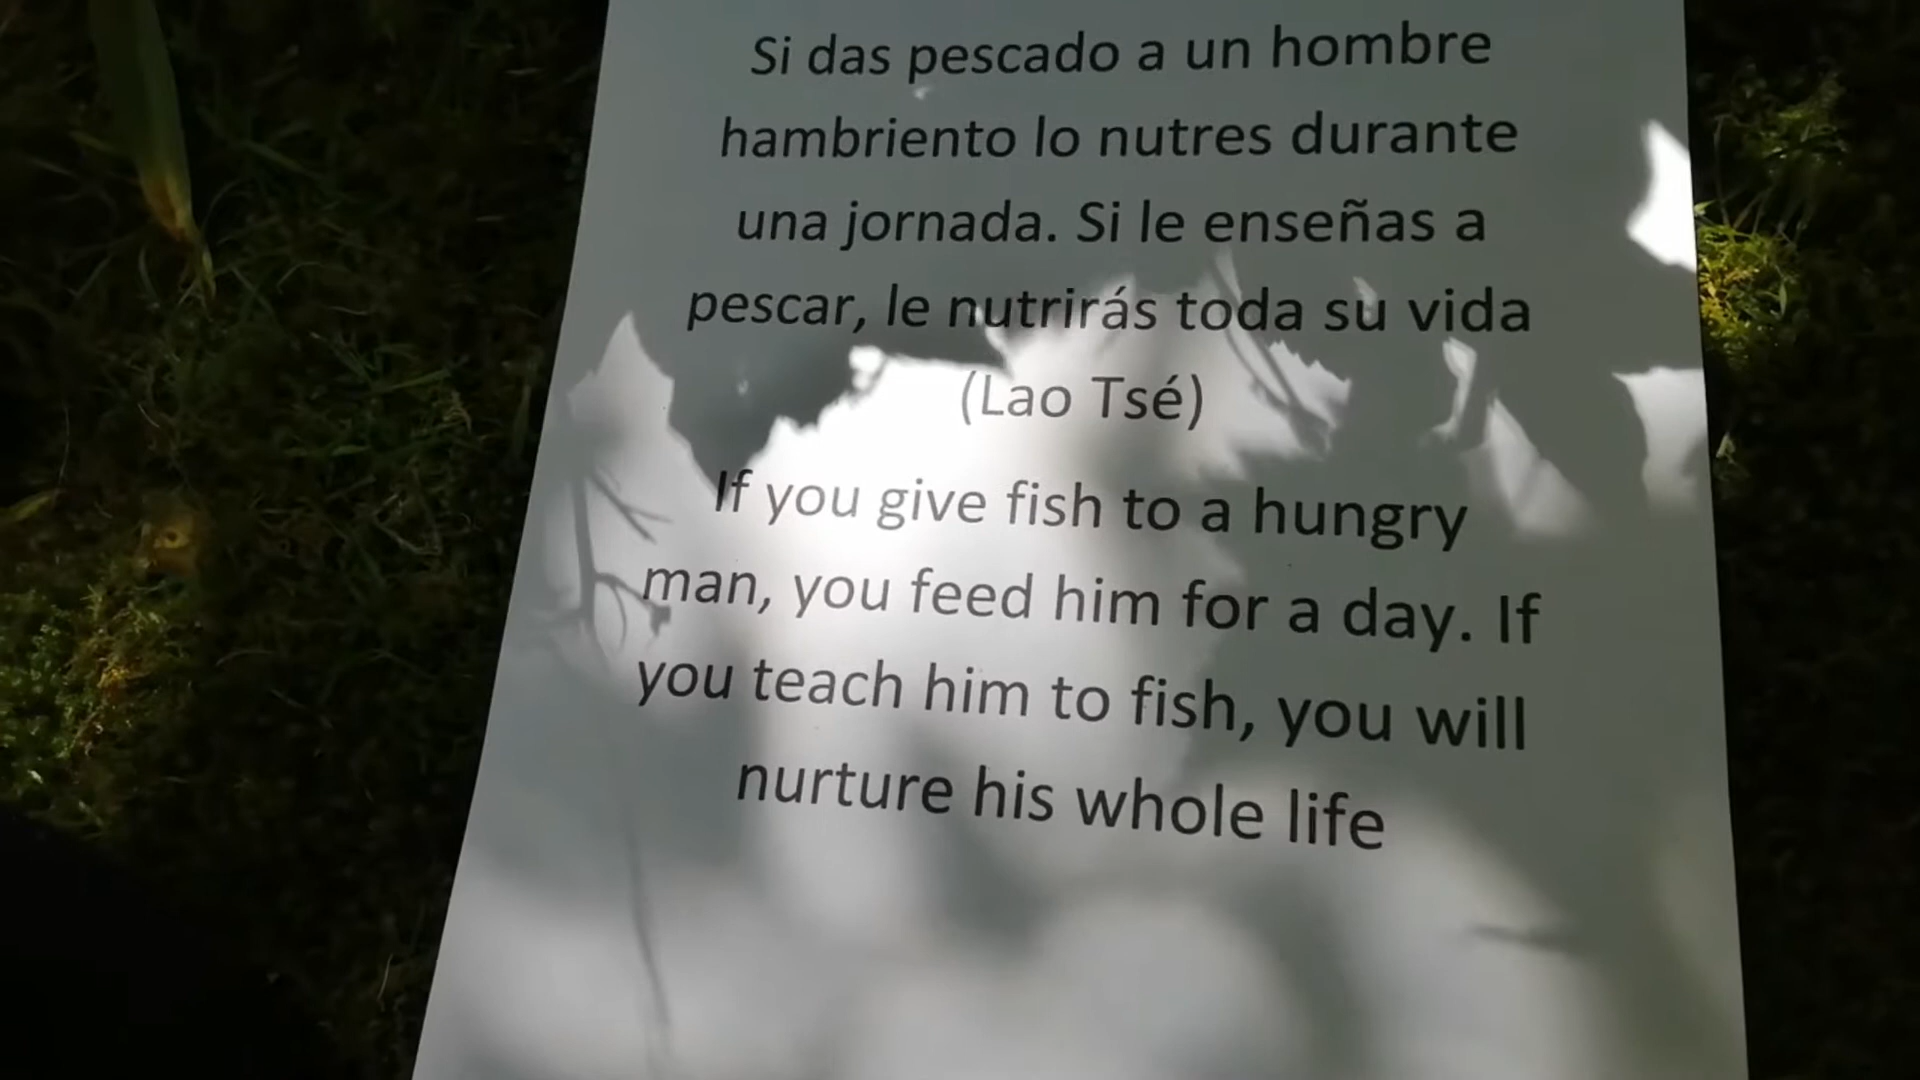 Si das pescado a un hombre
hambriento lo nutres durante
una jornada. Si le enseñas a
pescar, le nutrirás toda su vida
(Lao Tsé)
If you give fish to a hungry
man, you feed him for a day. If
you teach him to fish, you will
nurture his whole life